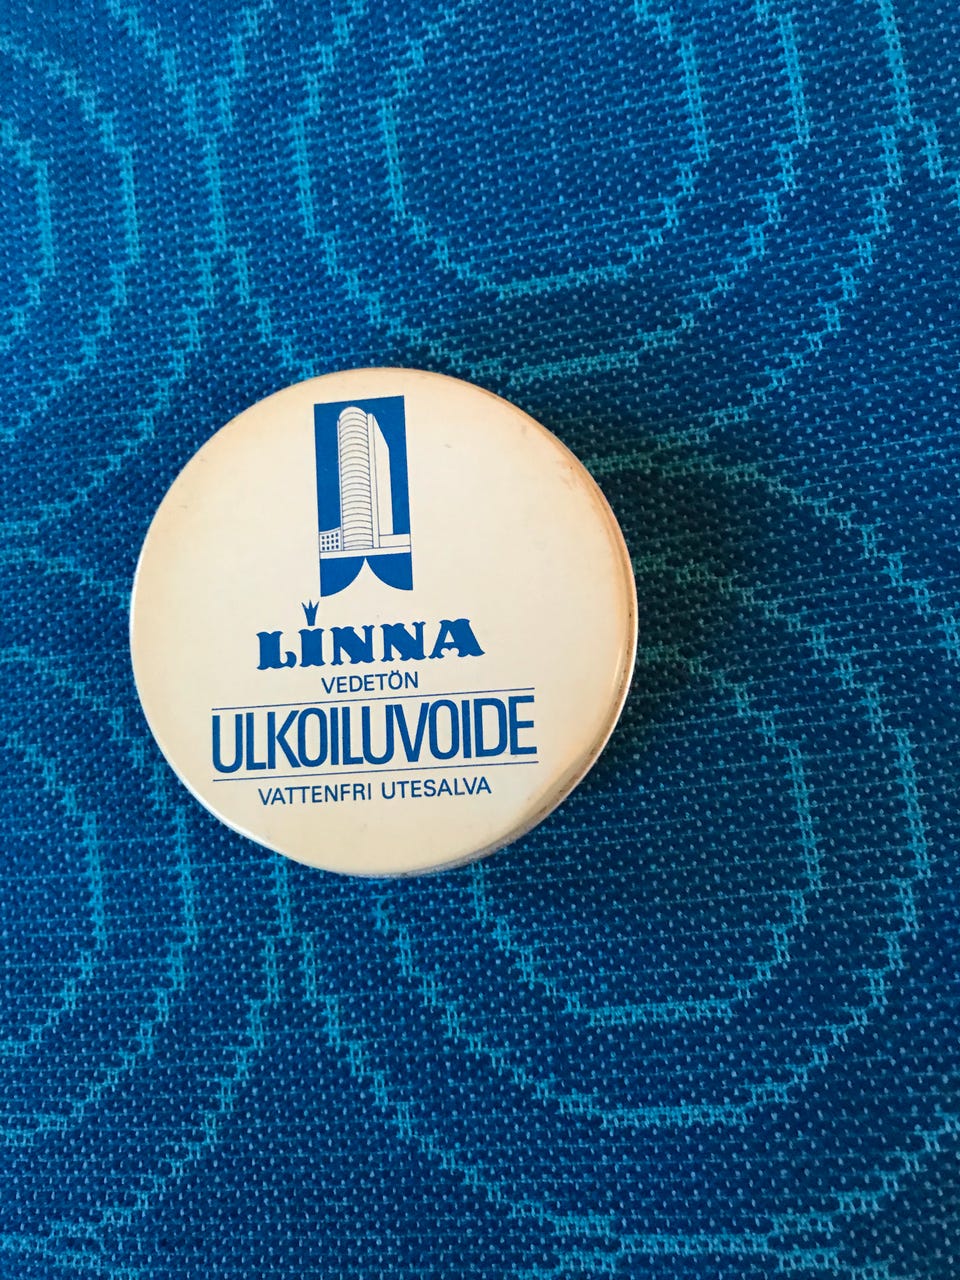 LINNA
VEDETÖN
ULKOILUVOIDE
VATTENFRI UTESALVA